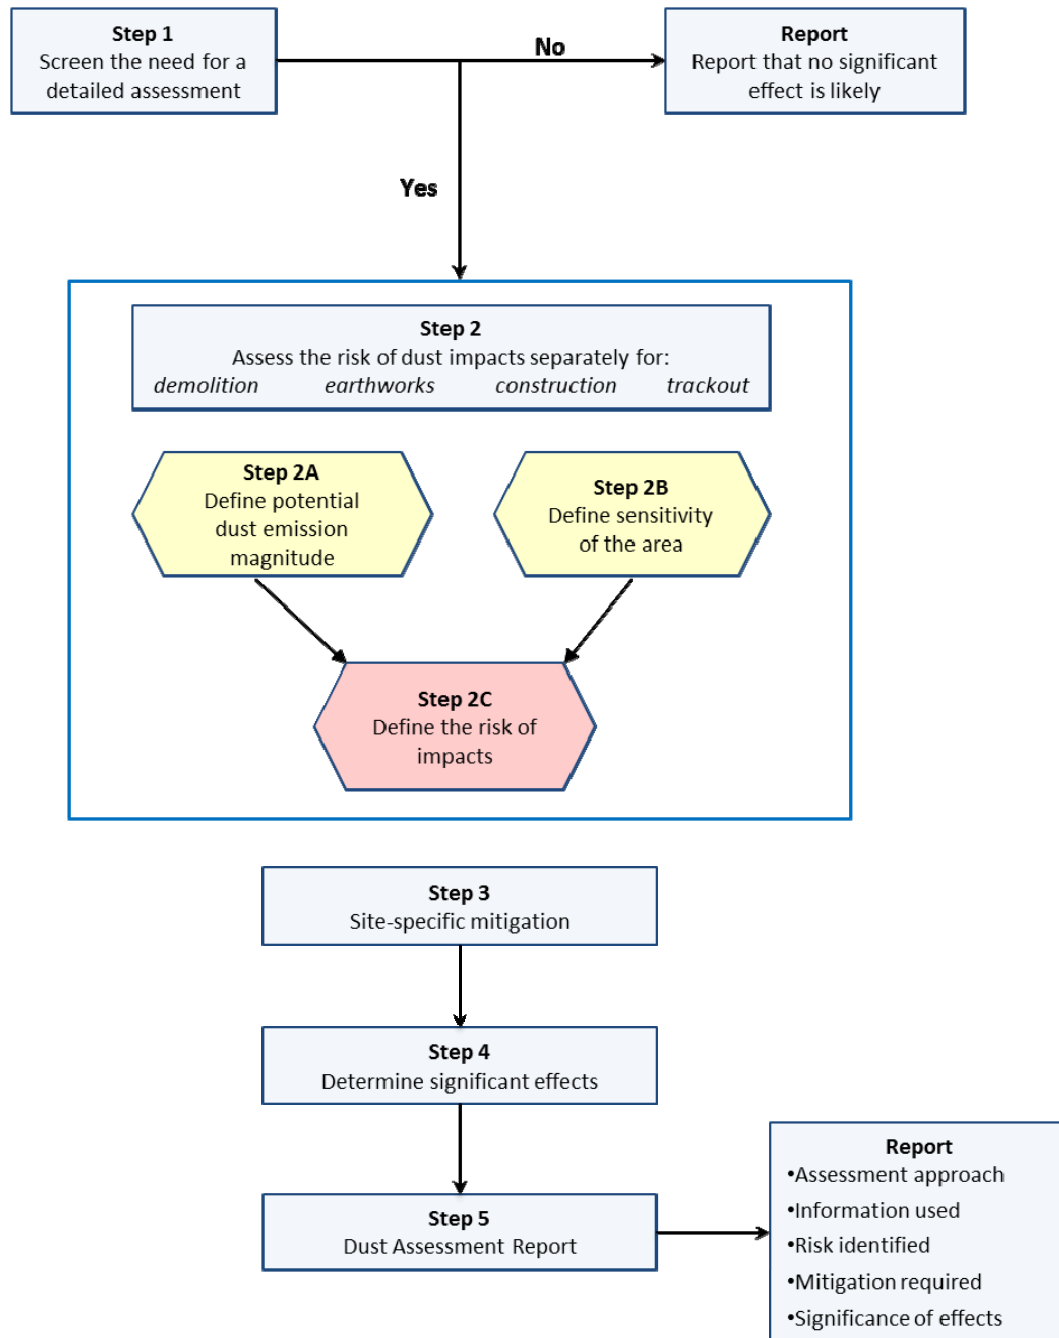 Step 1
Screen the need for a
detailed assessment
No
Report
Report that no significant
effect is likely
Yes
Step 2
Assess the risk of dust impacts separately for:
demolition earthworks construction trackout
Step 2A
Define potential
dust emission
magnitude
Step 2B
Define sensitivity
of the area
Step 2C
Define the risk of
impacts
Step 3
Site-specific mitigation
Step 4
Determine significant effects
Step 5
Dust Assessment Report
Report
•Assessment approach
•Information used
•Risk identified
•Mitigation required
•Significance of effects